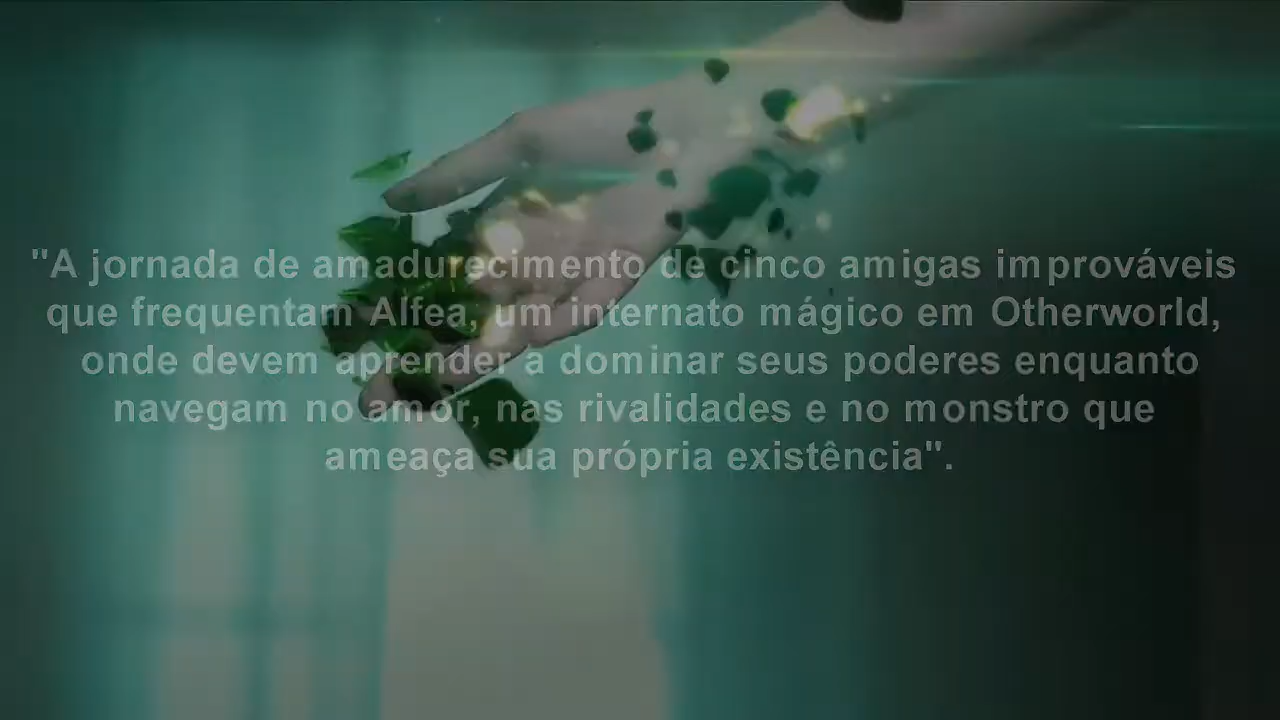 "A jornada de amadurecimento de cinco amigas improváveis
que frequentam Alfea, um internato mágico em Otherworld,
onde devem aprender a dominar seus poderes enquanto
navegam no amor, nas rivalidades e no monstro que
ameaça sua própria existência".